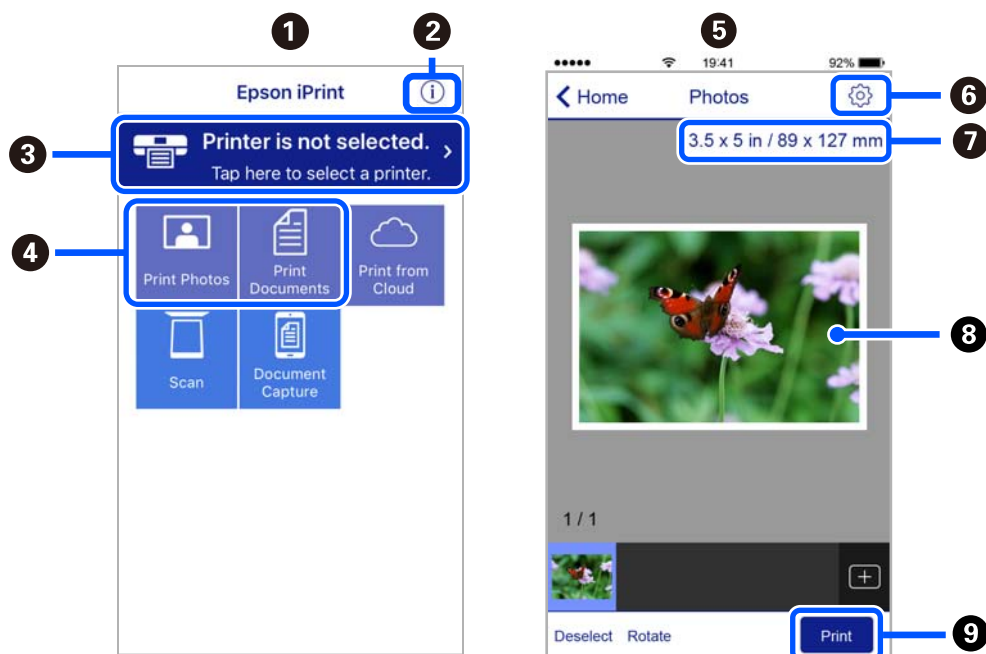 1
2
Epson iPrint
i
3
Printer is not selected.
Tap here to select a printer.
4
Print Photos
Print
Documents
Print from
Cloud
Scan
Document
Capture
5
19:41
92%
Home
Photos
6
3.5 x 5 in / 89 x 127 mm
7
8
1 / 1
Deselect
Rotate
Print
9